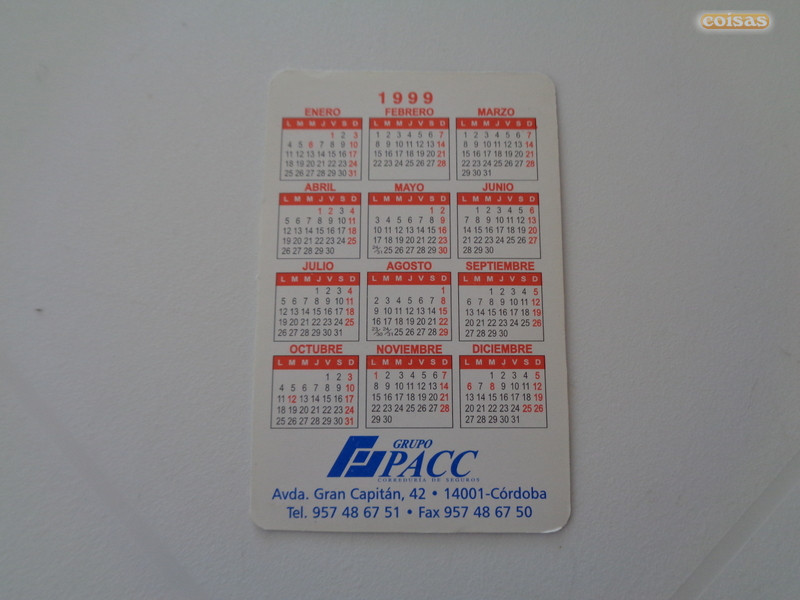 coisas
1999
ENERO FEBRERO MARZO
L M M J V S D L M M J V S D L M M J V S D
1 2 3 1 2 3 4 5 6 7 1 2 3 4 5 6 7
4 5 6 7 8 9 10 8 9 10 11 12 13 14 8 9 10 11 12 13 14
11 12 13 14 15 16 17 15 16 17 18 19 20 21 15 16 17 18 19 20 21
18 19 20 21 22 23 24 22 23 24 25 26 27 28 22 23 24 25 26 27 28
25 26 27 28 29 30 31 29 30 31
ABRIL MAYO JUNIO
L M M J V S D L M M J V S D L M M J V S D
1 2 3 4 1 2 1 2 3 4 5 6
5 6 7 8 9 10 11 3 4 5 6 7 8 9 7 8 9 10 11 12 13
12 13 14 15 16 17 18 10 11 12 13 14 15 16 14 15 16 17 18 19 20
19 20 21 22 23 24 25 17 18 19 20 21 22 23 21 22 23 24 25 26 27
26 27 28 29 30 24/31 25 26 27 28 29 30 28 29 30
JULIO AGOSTO SEPTIEMBRE
L M M J V S D L M M J V S D L M M J V S D
1 2 3 4 1 1 2 3 4 5
5 6 7 8 9 10 11 2 3 4 5 6 7 8 6 7 8 9 10 11 12
12 13 14 15 16 17 18 9 10 11 12 13 14 15 13 14 15 16 17 18 19
19 20 21 22 23 24 25 16 17 18 19 20 21 22 20 21 22 23 24 25 26
26 27 28 29 30 31 23/30 24/31 25 26 27 28 29 27 28 29 30
OCTUBRE NOVIEMBRE DICIEMBRE
L M M J V S D L M M J V S D L M M J V S D
1 2 3 1 2 3 4 5 6 7 1 2 3 4 5
4 5 6 7 8 9 10 8 9 10 11 12 13 14 6 7 8 9 10 11 12
11 12 13 14 15 16 17 15 16 17 18 19 20 21 13 14 15 16 17 18 19
18 19 20 21 22 23 24 22 23 24 25 26 27 28 20 21 22 23 24 25 26
25 26 27 28 29 30 31 29 30 27 28 29 30 31
GRUPO
PACC
CORREDURÍA DE SEGUROS
Avda. Gran Capitán, 42 • 14001-Córdoba
Tel. 957 48 67 51 • Fax 957 48 67 50